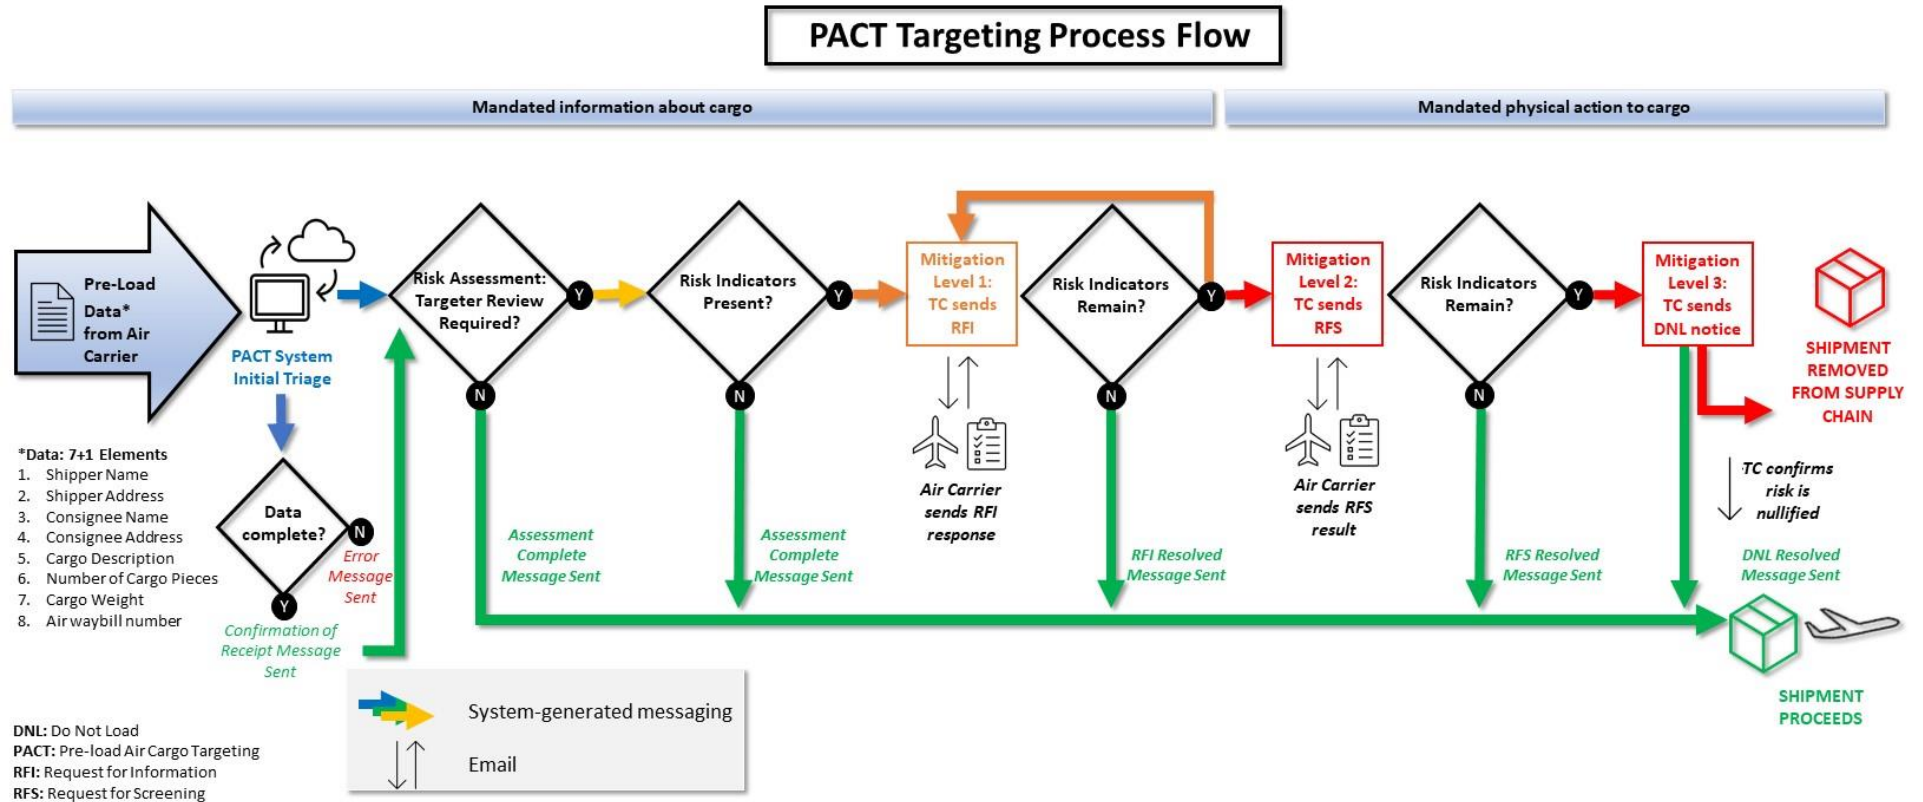 PACT Targeting Process Flow
Mandated information about cargo
Mandated physical action to cargo
Pre-Load
Data*
from Air
Carrier
PACT System
Initial Triage
Risk Assessment:
Targeter Review
Required?
Y
N
Risk Indicators
Present?
Y
N
Mitigation
Level 1:
TC sends
RFI
Risk Indicators
Remain?
Y
N
Mitigation
Level 2:
TC sends
RFS
Risk Indicators
Remain?
Y
N
Mitigation
Level 3:
TC sends
DNL notice
SHIPMENT
REMOVED
FROM SUPPLY
CHAIN
*Data: 7+1 Elements
1. Shipper Name
2. Shipper Address
3. Consignee Name
4. Consignee Address
5. Cargo Description
6. Number of Cargo Pieces
7. Cargo Weight
8. Air waybill number
Data
complete?
N
Error
Message
Sent
Y
Confirmation of
Receipt Message
Sent
Assessment
Complete
Message Sent
Assessment
Complete
Message Sent
Air Carrier
sends RFI
response
RFI Resolved
Message Sent
Air Carrier
sends RFS
result
RFS Resolved
Message Sent
TC confirms
risk is
nullified
DNL Resolved
Message Sent
SHIPMENT
PROCEEDS
System-generated messaging
Email
DNL: Do Not Load
PACT: Pre-load Air Cargo Targeting
RFI: Request for Information
RFS: Request for Screening